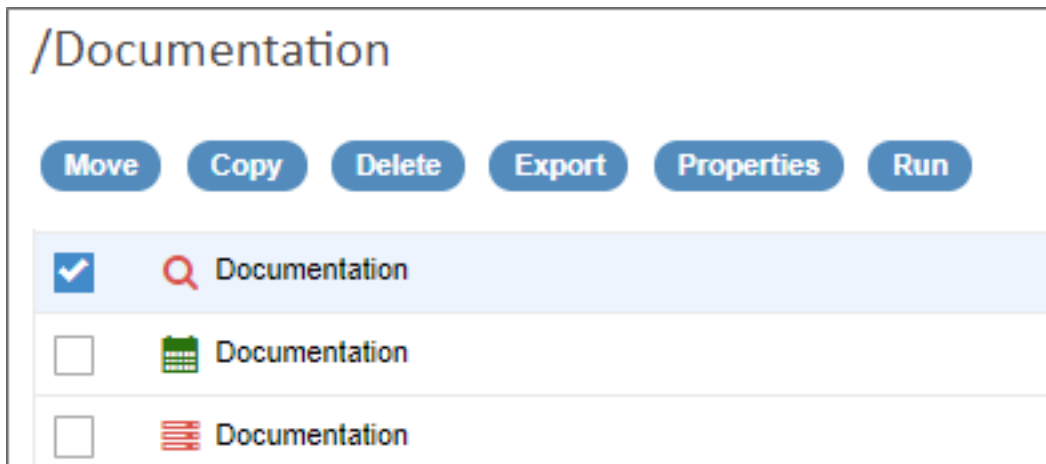 /Documentation
Move Copy Delete Export Properties Run
Documentation
Documentation
Documentation